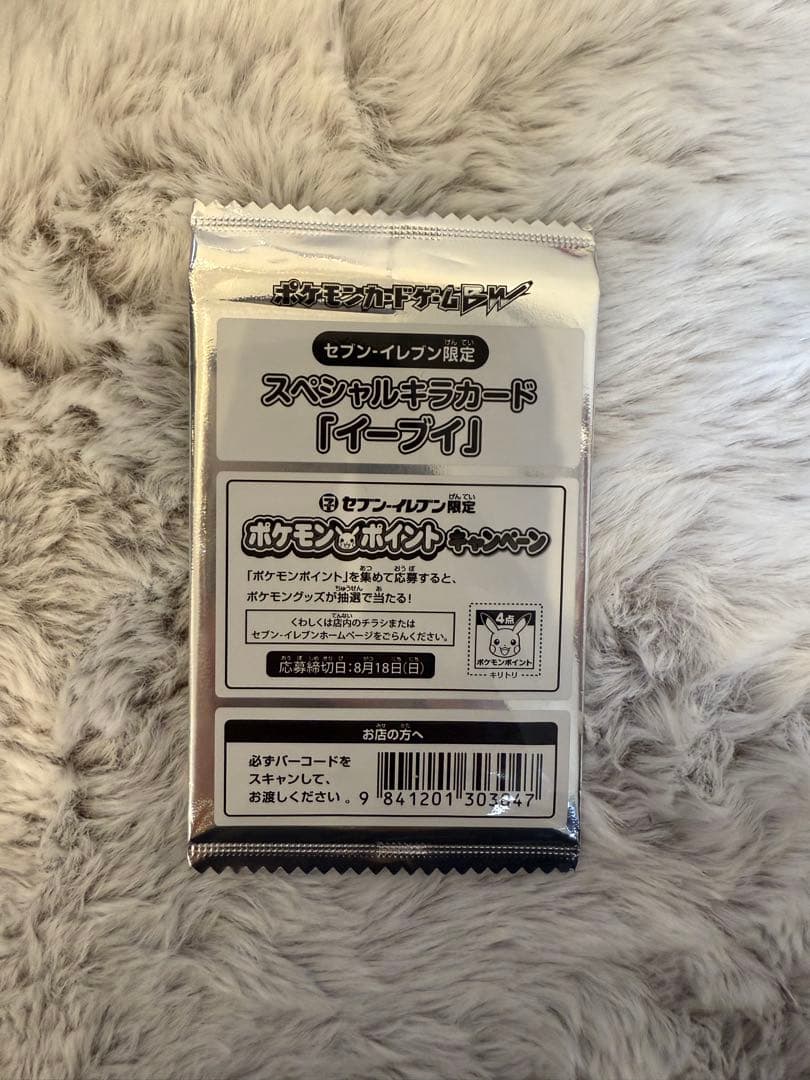 ポケモンカードゲームBW
セブン-イレブン限定
スペシャルキラカード
「イーブイ」
セブン-イレブン限定
ポケモンポイントキャンペーン
「ポケモンポイント」を集めて応募すると、
ポケモングッズが抽選で当たる!
くわしくは店内のチラシまたは
セブン-イレブンホームページをごらんください。
応募締切日:8月18日(日)
4点
ポケモンポイント
キリトリ
お店の方へ
必ずバーコードを
スキャンして、
お渡しください。
9 841201 303847